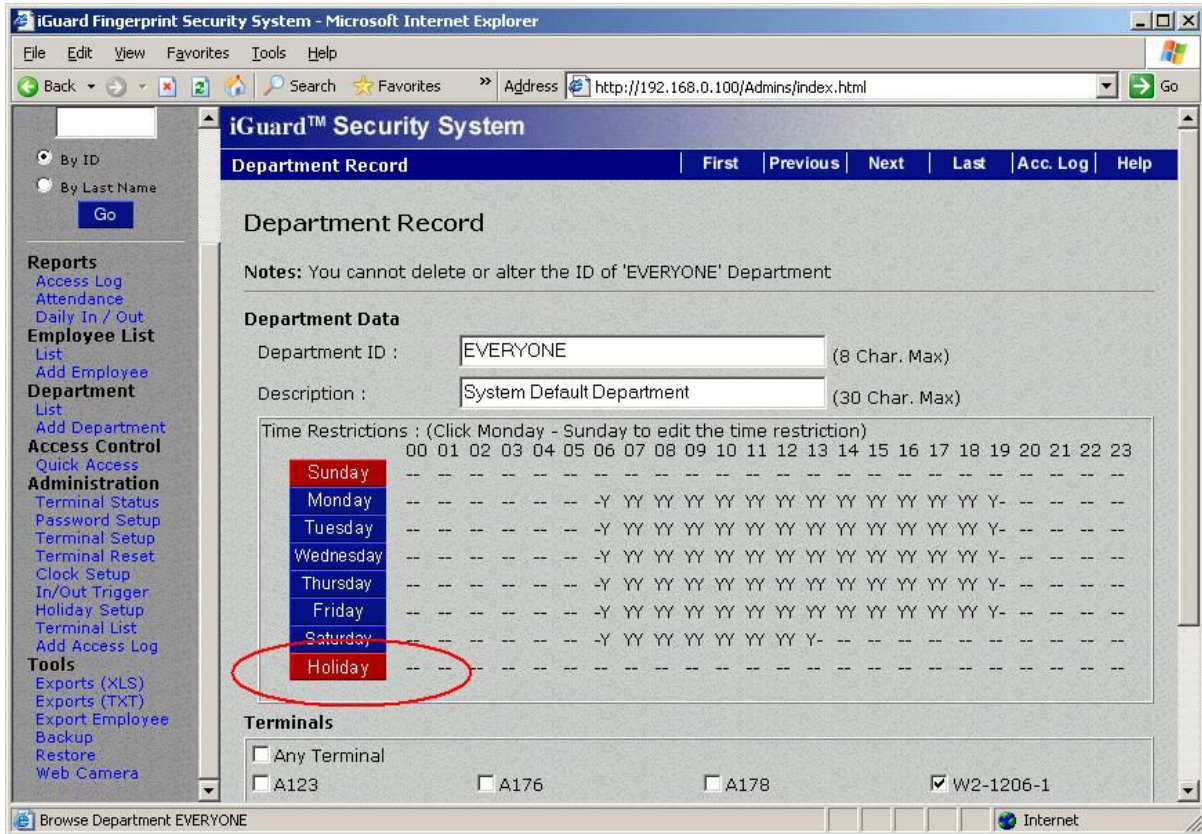 iGuard Fingerprint Security System - Microsoft Internet Explorer
File Edit View Favorites Tools Help
Back Search Favorites » Address http://192.168.0.100/Admins/index.html Go
By ID
By Last Name
Go
Reports
Access Log
Attendance
Daily In / Out
Employee List
List
Add Employee
Department
List
Add Department
Access Control
Quick Access
Administration
Terminal Status
Password Setup
Terminal Setup
Terminal Reset
Clock Setup
In/Out Trigger
Holiday Setup
Terminal List
Add Access Log
Tools
Exports (XLS)
Exports (TXT)
Export Employee
Backup
Restore
Web Camera
iGuard™ Security System
Department Record | First | Previous | Next | Last | Acc. Log | Help
Department Record
Notes: You cannot delete or alter the ID of 'EVERYONE' Department
Department Data
Department ID : EVERYONE (8 Char. Max)
Description : System Default Department (30 Char. Max)
Time Restrictions : (Click Monday - Sunday to edit the time restriction)
00 01 02 03 04 05 06 07 08 09 10 11 12 13 14 15 16 17 18 19 20 21 22 23
Sunday -- -- -- -- -- -- -- -- -- -- -- -- -- -- -- -- -- -- -- -- -- -- -- --
Monday -- -- -- -- -- -- -Y YY YY YY YY YY YY YY YY YY YY YY YY Y- -- -- -- --
Tuesday -- -- -- -- -- -- -Y YY YY YY YY YY YY YY YY YY YY YY YY Y- -- -- -- --
Wednesday -- -- -- -- -- -- -Y YY YY YY YY YY YY YY YY YY YY YY YY Y- -- -- -- --
Thursday -- -- -- -- -- -- -Y YY YY YY YY YY YY YY YY YY YY YY YY Y- -- -- -- --
Friday -- -- -- -- -- -- -Y YY YY YY YY YY YY YY YY YY YY YY YY Y- -- -- -- --
Saturday -- -- -- -- -- -- -Y YY YY YY YY YY YY Y- -- -- -- -- -- -- -- -- -- --
Holiday -- -- -- -- -- -- -- -- -- -- -- -- -- -- -- -- -- -- -- -- -- -- -- --
Terminals
Any Terminal
A123 A176 A178 W2-1206-1
Browse Department EVERYONE Internet